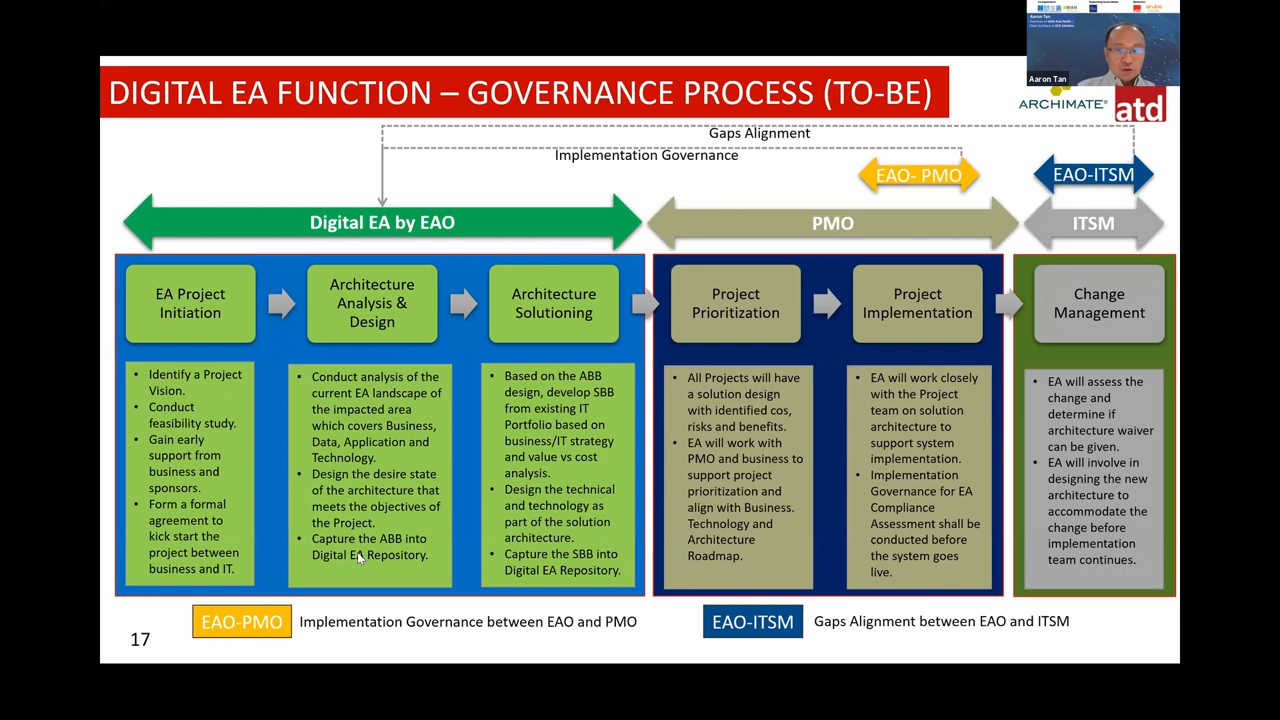 Aaron Tan
Aaron Tan
DIGITAL EA FUNCTION – GOVERNANCE PROCESS (TO-BE)
ARCHIMATE®
atd
Gaps Alignment
Implementation Governance
EAO- PMO
EAO-ITSM
Digital EA by EAO
PMO
ITSM
EA Project
Initiation
Architecture
Analysis &
Design
Architecture
Solutioning
Project
Prioritization
Project
Implementation
Change
Management
• Identify a Project
Vision.
• Conduct
feasibility study.
• Gain early
support from
business and
sponsors.
• Form a formal
agreement to
kick start the
project between
business and IT.
• Conduct analysis of the
current EA landscape of
the impacted area
which covers Business,
Data, Application and
Technology.
• Design the desire state
of the architecture that
meets the objectives of
the Project.
• Capture the ABB into
Digital EA Repository.
• Based on the ABB
design, develop SBB
from existing IT
Portfolio based on
business/IT strategy
and value vs cost
analysis.
• Design the technical
and technology as
part of the solution
architecture.
• Capture the SBB into
Digital EA Repository.
• All Projects will have
a solution design
with identified cos,
risks and benefits.
• EA will work with
PMO and business to
support project
prioritization and
align with Business.
Technology and
Architecture
Roadmap.
• EA will work closely
with the Project
team on solution
architecture to
support system
implementation.
• Implementation
Governance for EA
Compliance
Assessment shall be
conducted before
the system goes
live.
• EA will assess the
change and
determine if
architecture waiver
can be given.
• EA will involve in
designing the new
architecture to
accommodate the
change before
implementation
team continues.
EAO-PMO
Implementation Governance between EAO and PMO
EAO-ITSM
Gaps Alignment between EAO and ITSM
17